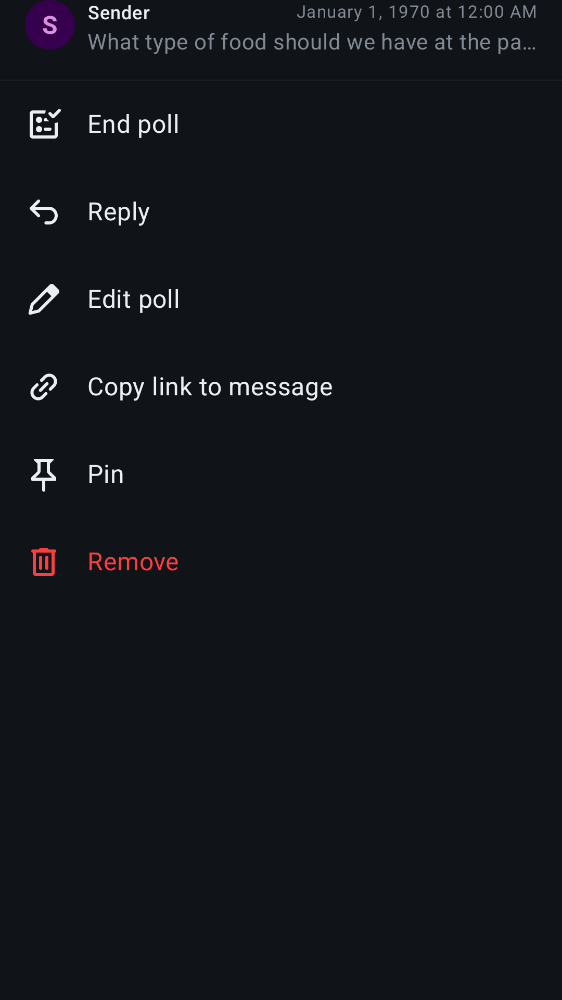 S
Sender
January 1, 1970 at 12:00 AM
What type of food should we have at the pa…
End poll
Reply
Edit poll
Copy link to message
Pin
Remove